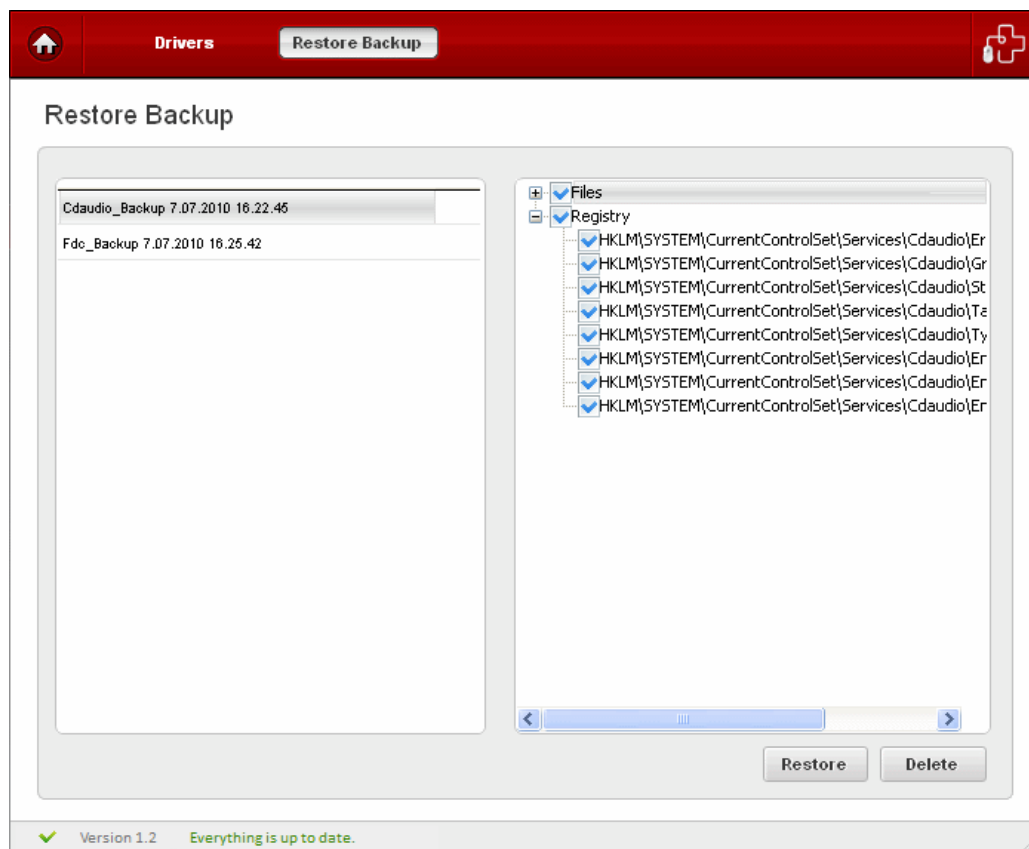 Drivers
Restore Backup
Restore Backup
Cdaudio_Backup 7.07.2010 16.22.45
Fdc_Backup 7.07.2010 16.25.42
Files
Registry
HKLM\SYSTEM\CurrentControlSet\Services\Cdaudio\Er
HKLM\SYSTEM\CurrentControlSet\Services\Cdaudio\Gr
HKLM\SYSTEM\CurrentControlSet\Services\Cdaudio\St
HKLM\SYSTEM\CurrentControlSet\Services\Cdaudio\Ta
HKLM\SYSTEM\CurrentControlSet\Services\Cdaudio\Ty
HKLM\SYSTEM\CurrentControlSet\Services\Cdaudio\Er
HKLM\SYSTEM\CurrentControlSet\Services\Cdaudio\Er
HKLM\SYSTEM\CurrentControlSet\Services\Cdaudio\Er
Restore
Delete
Version 1.2 Everything is up to date.